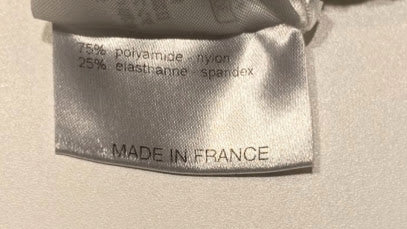 75% polyamide - nylon
25% elasthanne - spandex
MADE IN FRANCE